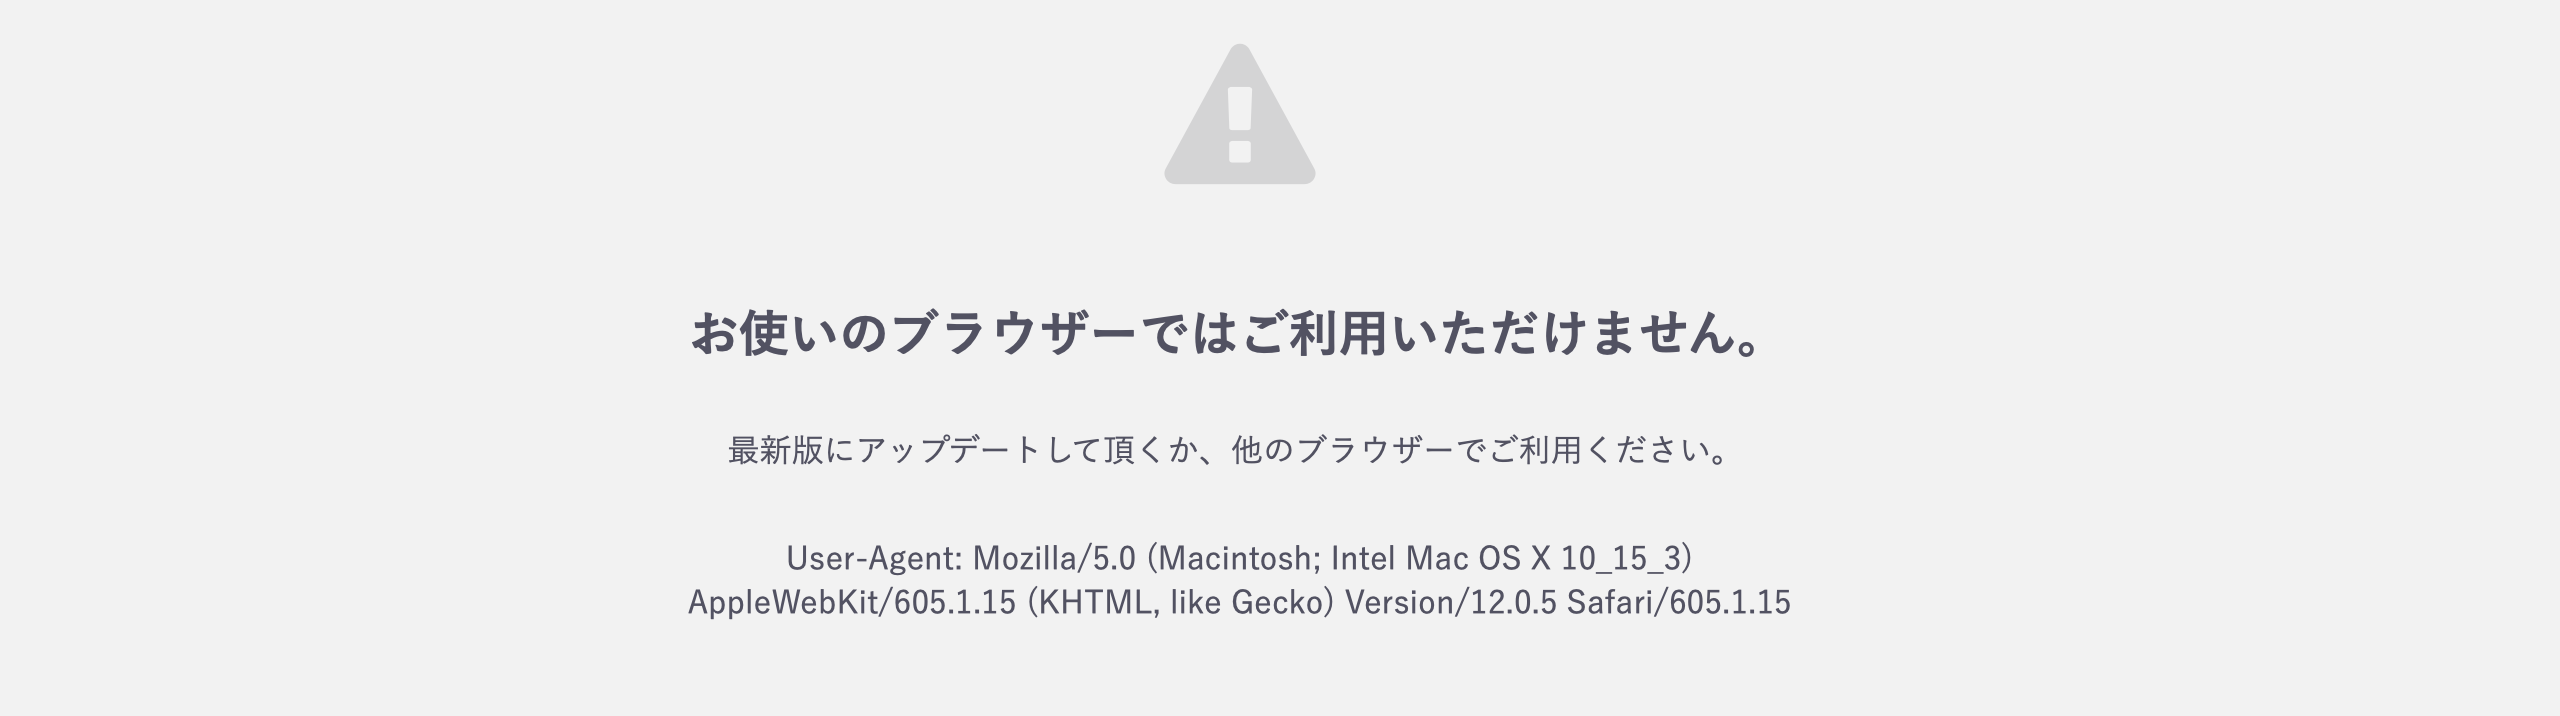 お使いのブラウザーではご利用いただけません。
最新版にアップデートして頂くか、他のブラウザーでご利用ください。
User-Agent: Mozilla/5.0 (Macintosh; Intel Mac OS X 10_15_3)
AppleWebKit/605.1.15 (KHTML, like Gecko) Version/12.0.5 Safari/605.1.15